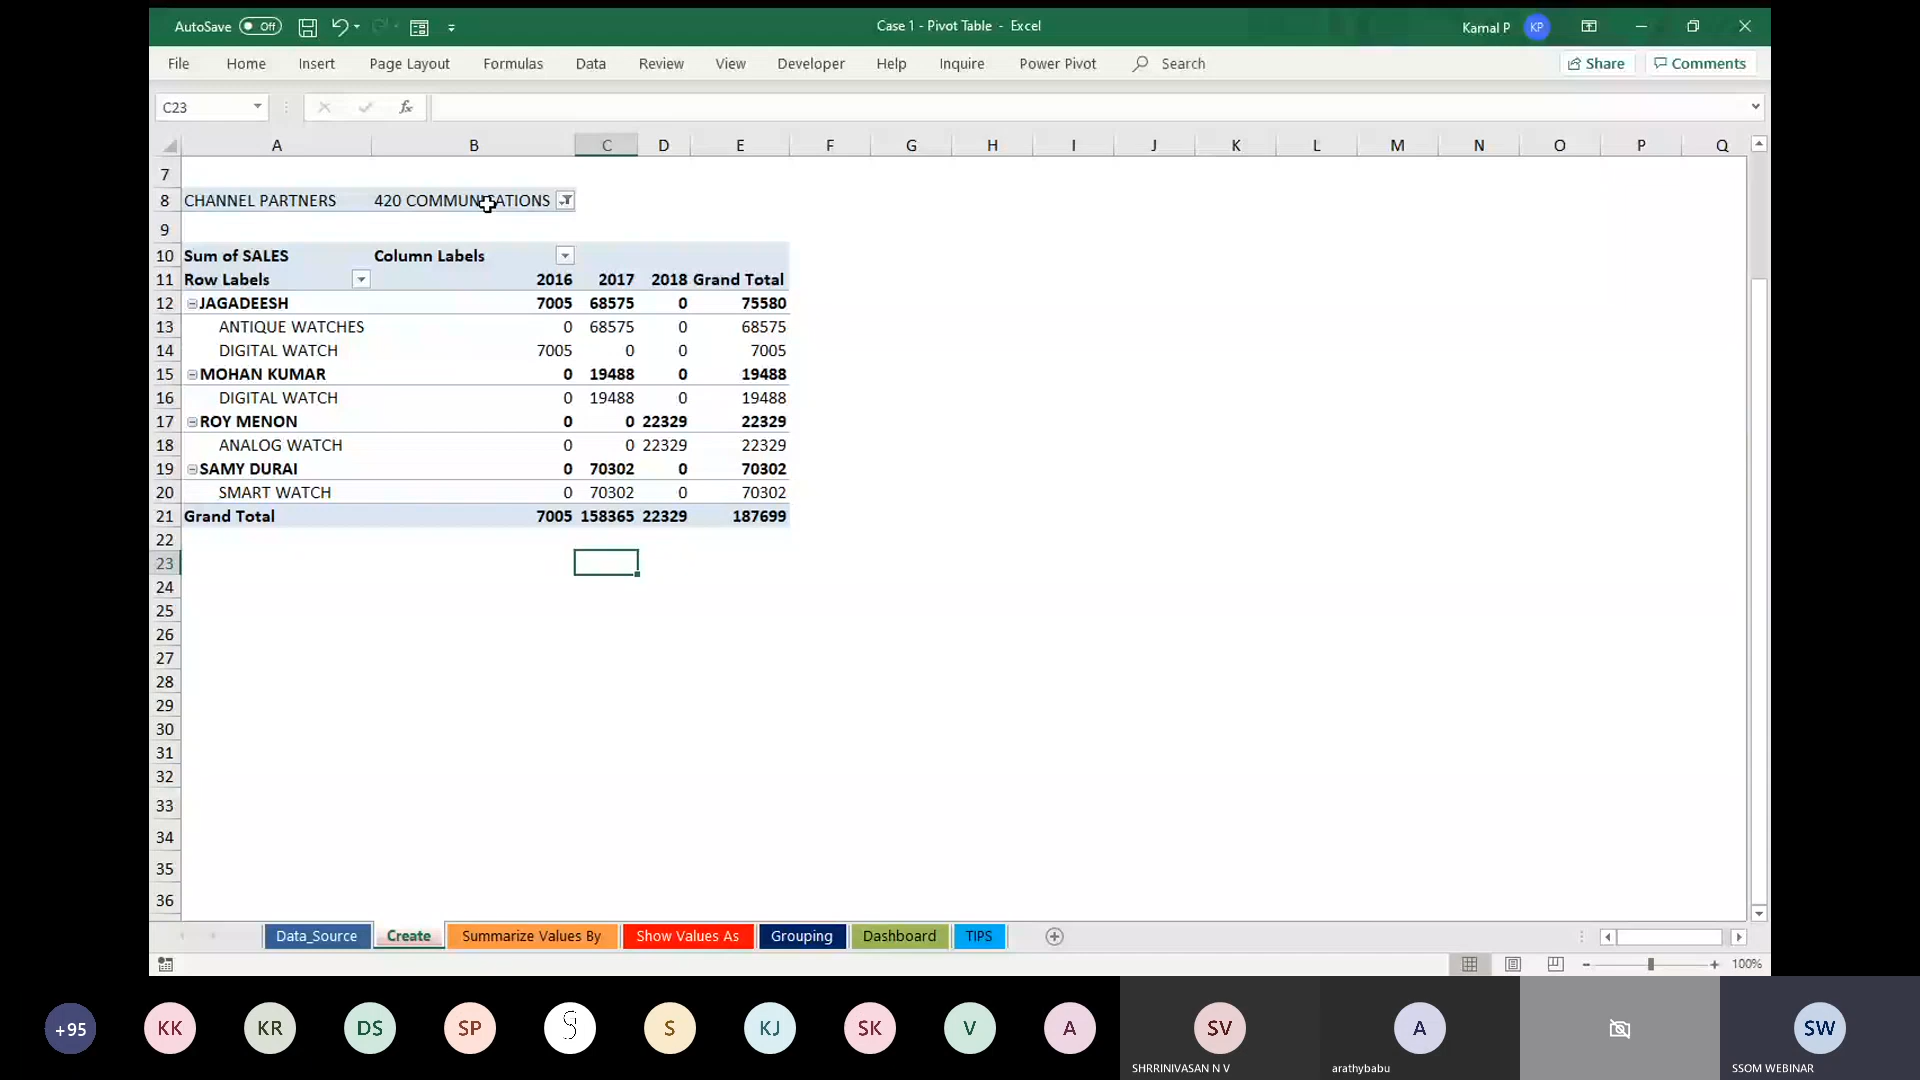 AutoSave Off Case 1 - Pivot Table - Excel Kamal P KP
File Home Insert Page Layout Formulas Data Review View Developer Help Inquire Power Pivot Search Share Comments
C23 fx
A B C D E F G H I J K L M N O P Q
7
8 CHANNEL PARTNERS 420 COMMUNICATIONS
9
10 Sum of SALES Column Labels
11 Row Labels 2016 2017 2018 Grand Total
12 JAGADEESH 7005 68575 0 75580
13 ANTIQUE WATCHES 0 68575 0 68575
14 DIGITAL WATCH 7005 0 0 7005
15 MOHAN KUMAR 0 19488 0 19488
16 DIGITAL WATCH 0 19488 0 19488
17 ROY MENON 0 0 22329 22329
18 ANALOG WATCH 0 0 22329 22329
19 SAMY DURAI 0 70302 0 70302
20 SMART WATCH 0 70302 0 70302
21 Grand Total 7005 158365 22329 187699
22
23
24
25
26
27
28
29
30
31
32
33
34
35
36
Data_Source Create Summarize Values By Show Values As Grouping Dashboard TIPS
100%
+95 KK KR DS SP S S KJ SK V A SV A SW
SHRRINIVASAN N V arathybabu SSOM WEBINAR